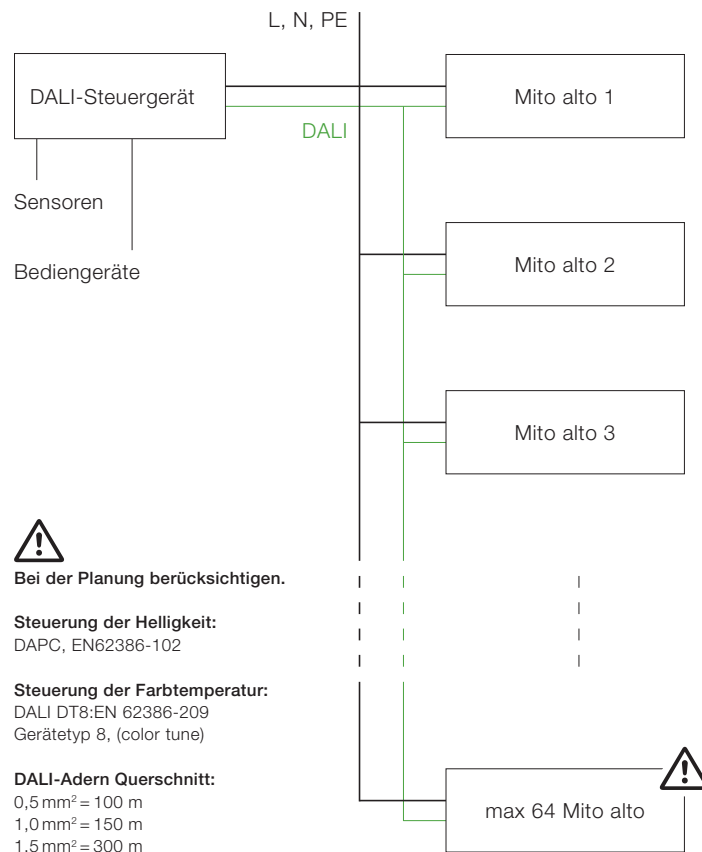 L, N, PE
DALI-Steuergerät
Mito alto 1
DALI
Sensoren
Bediengeräte
Mito alto 2
Mito alto 3
Bei der Planung berücksichtigen.
Steuerung der Helligkeit:
DAPC, EN62386-102
Steuerung der Farbtemperatur:
DALI DT8:EN 62386-209
Gerätetyp 8, (color tune)
DALI-Adern Querschnitt:
0,5 mm² = 100 m
1,0 mm² = 150 m
1,5 mm² = 300 m
max 64 Mito alto